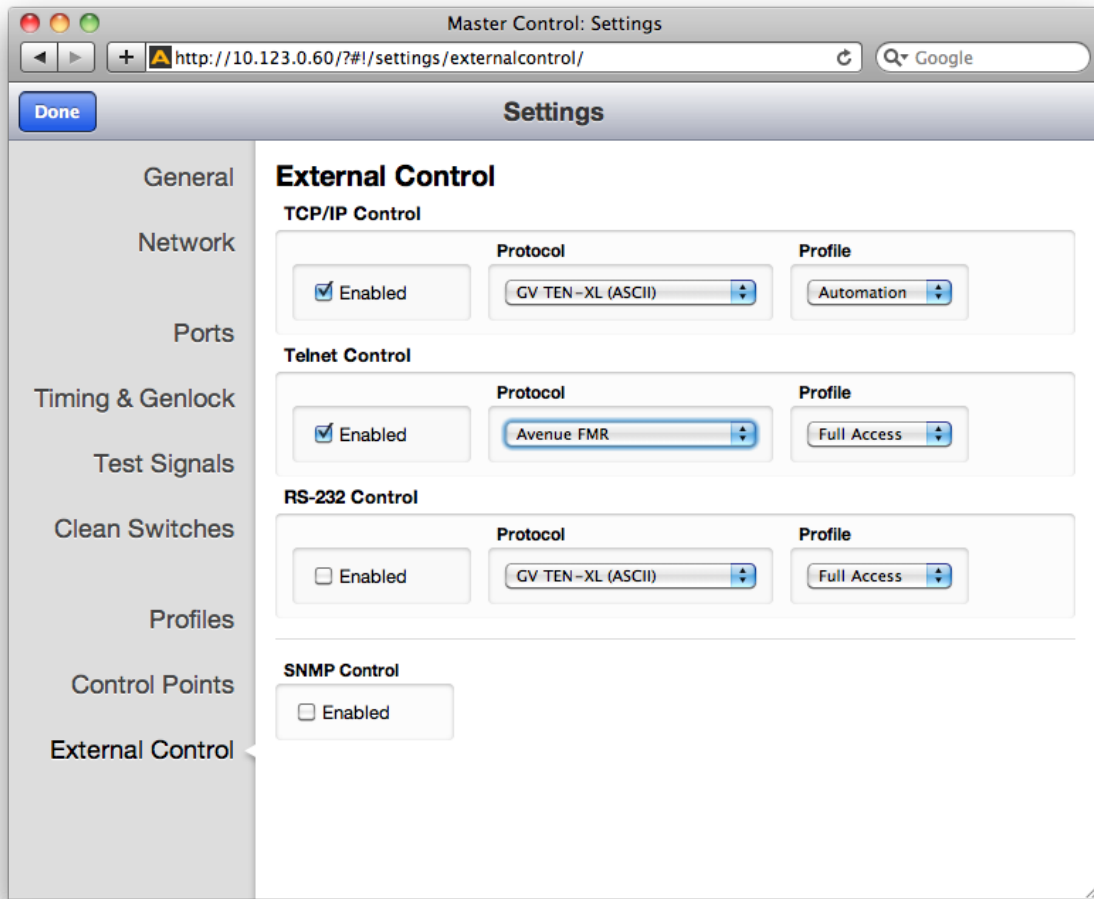 Master Control: Settings
http://10.123.0.60/?#!/settings/externalcontrol/
Google
Done
Settings
General
Network
Ports
Timing & Genlock
Test Signals
Clean Switches
Profiles
Control Points
External Control
External Control
TCP/IP Control
Protocol Profile
Enabled GV TEN-XL (ASCII) Automation
Telnet Control
Protocol Profile
Enabled Avenue FMR Full Access
RS-232 Control
Protocol Profile
Enabled GV TEN-XL (ASCII) Full Access
SNMP Control
Enabled